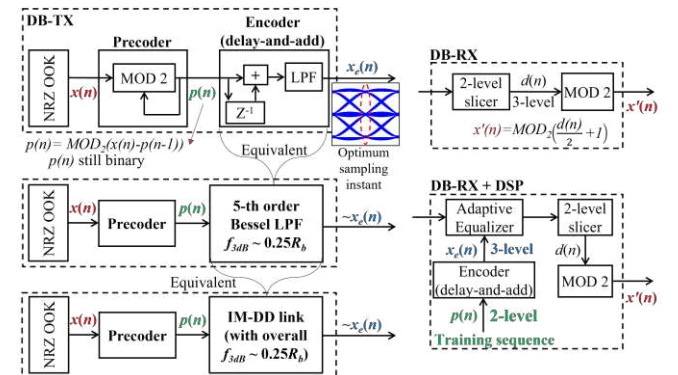 DB-TX
Encoder
(delay-and-add)
Precoder
NRZ OOK
x(n)
MOD 2
p(n)
+
LPF
Z⁻¹
xₑ(n)
p(n)= MOD₂(x(n)-p(n-1))
p(n) still binary
Equivalent
Optimum
sampling
instant
NRZ OOK
x(n)
Precoder
p(n)
5-th order
Bessel LPF
f3dB ~ 0.25Rb
~xₑ(n)
Equivalent
NRZ OOK
x(n)
Precoder
p(n)
IM-DD link
(with overall
f3dB ~ 0.25Rb)
~xₑ(n)
DB-RX
2-level
slicer
d(n)
3-level
MOD 2
x'(n)
x'(n)=MOD₂(d(n)/2 +1)
DB-RX + DSP
Adaptive
Equalizer
2-level
slicer
xₑ(n) 3-level
d(n)
Encoder
(delay-and-add)
MOD 2
x'(n)
p(n) 2-level
Training sequence